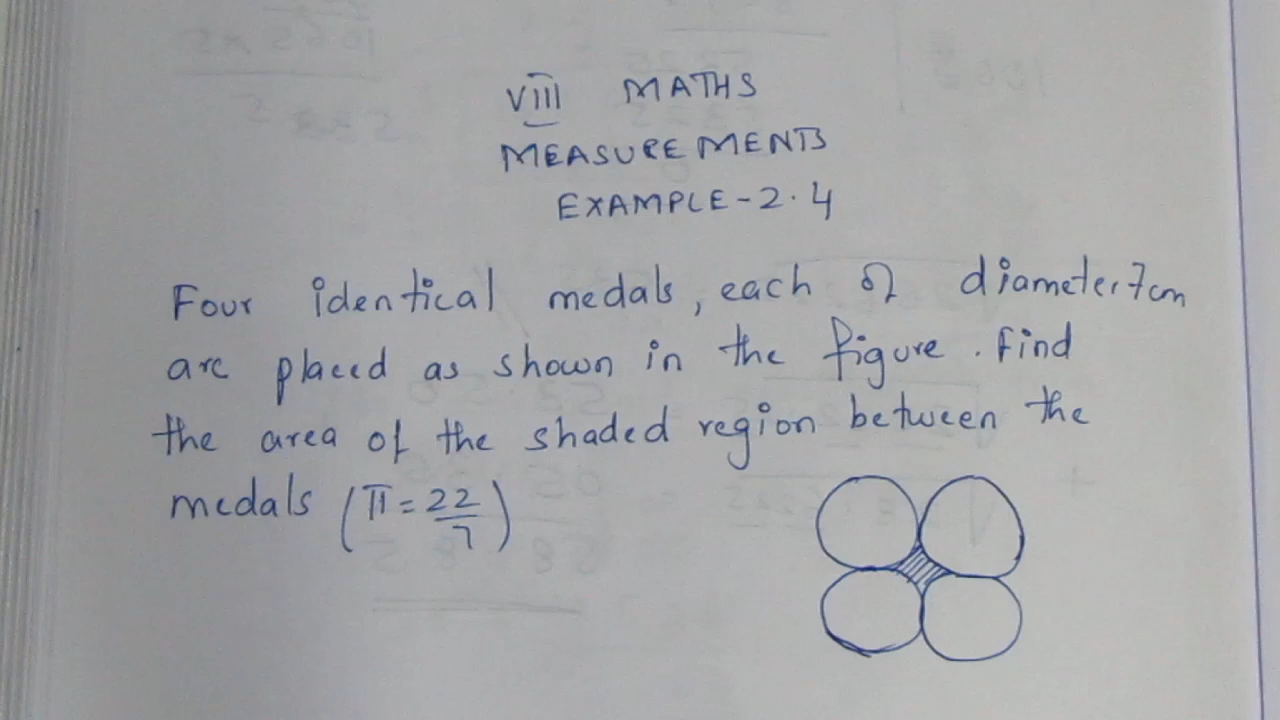 VIII MATHS
MEASUREMENTS
EXAMPLE-2.4
Four identical medals, each of diameter 7cm
are placed as shown in the figure. Find
the area of the shaded region between the
medals (π = 22/7)